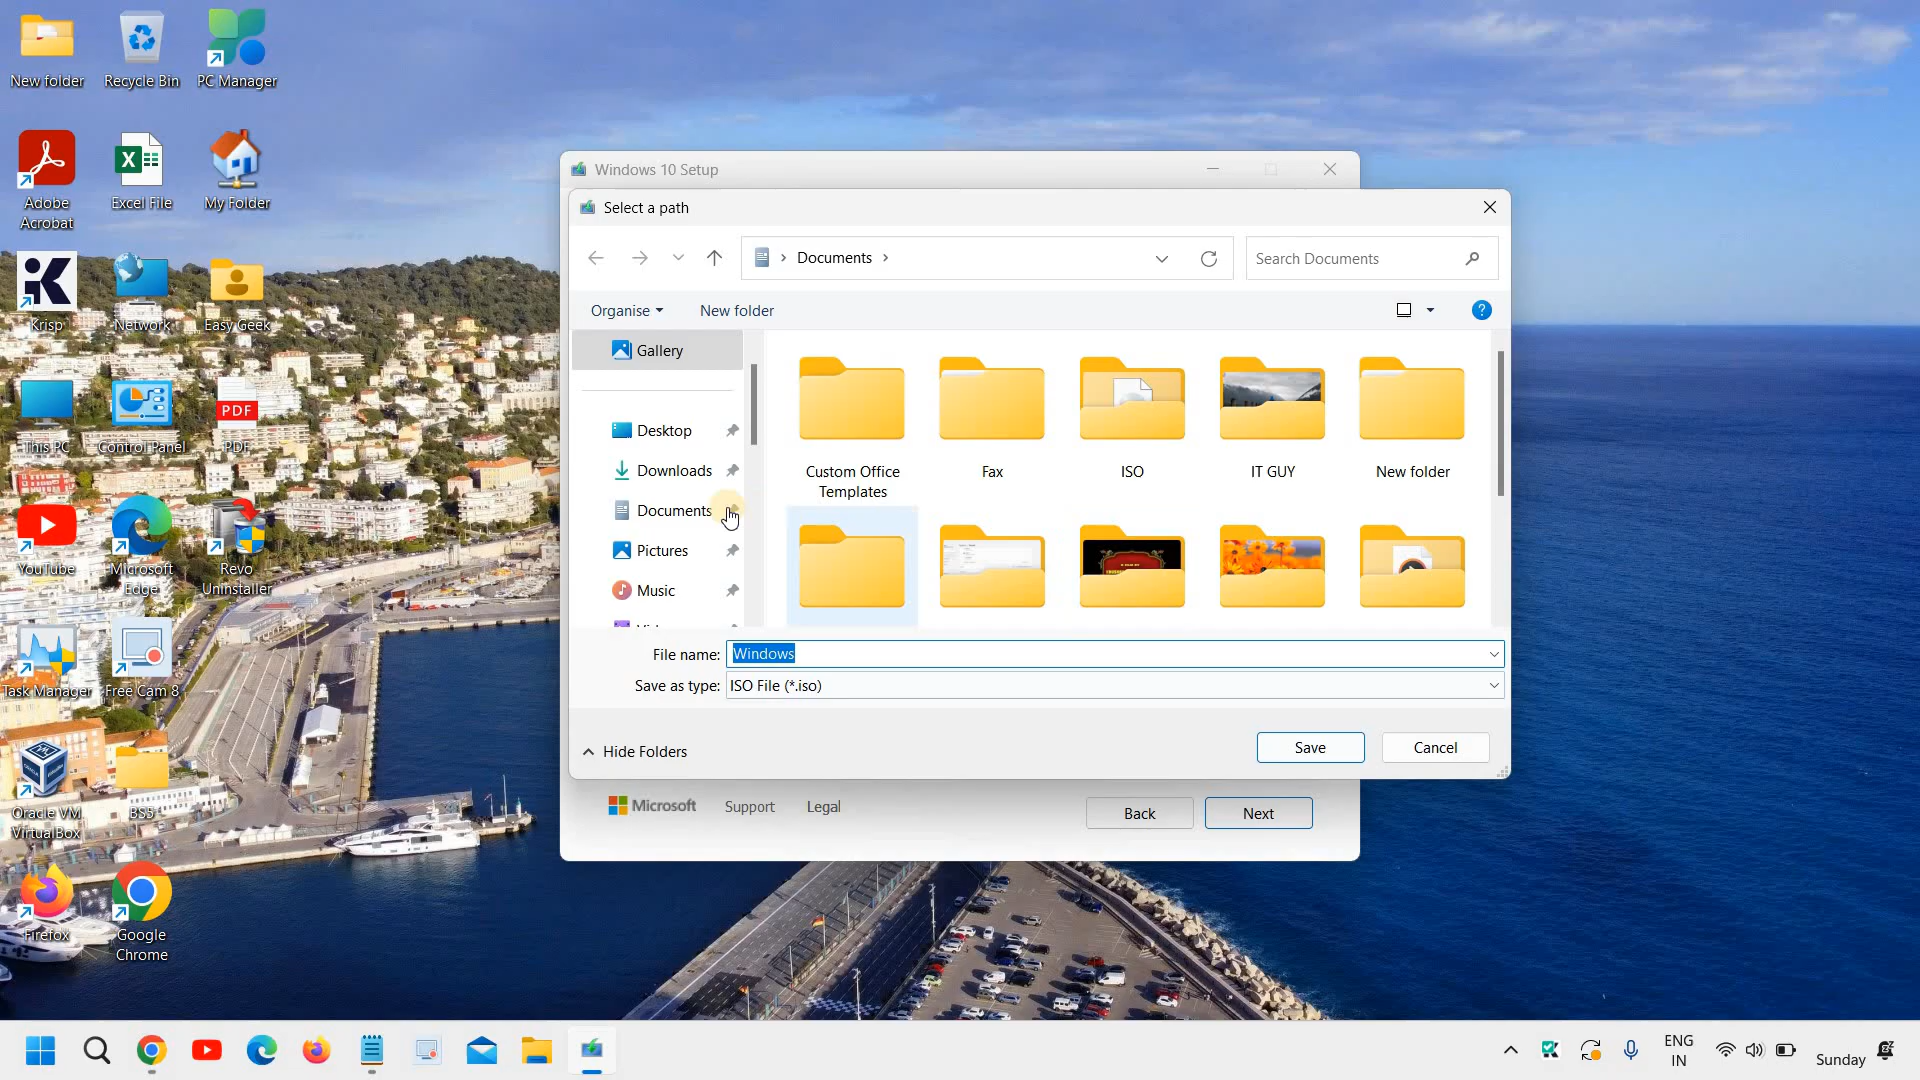 New folder
Recycle Bin
PC Manager
Adobe
Acrobat
Excel File
My Folder
Krisp
Network
Easy Geek
This PC
Control Panel
PDF
PDF
YouTube
Microsoft
Edge
Revo
Uninstaller
Task Manager
Free Cam 8
Oracle VM
VirtualBox
BSS
Firefox
Google
Chrome
Windows 10 Setup
Select a path
Documents
Search Documents
Organise
New folder
Gallery
Desktop
Downloads
Documents
Pictures
Music
Custom Office
Templates
Fax
ISO
IT GUY
New folder
File name: Windows
Save as type: ISO File (*.iso)
Hide Folders
Save
Cancel
Microsoft
Support
Legal
Back
Next
ENG
IN
Sunday